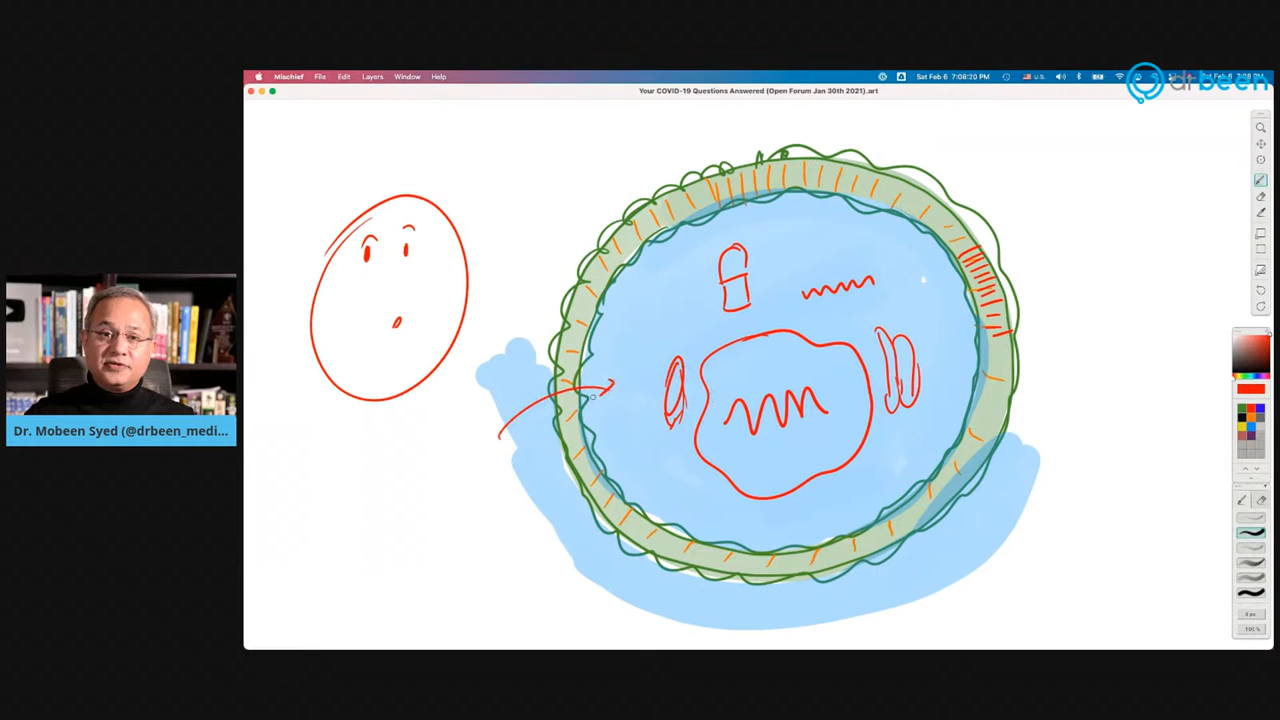 Mischief File Edit Layers Window Help
U.S. Sat Feb 6 7:08:20 PM
drbeen
Your COVID-19 Questions Answered (Open Forum Jan 30th 2021).art
Dr. Mobeen Syed (@drbeen_medi...
100 %